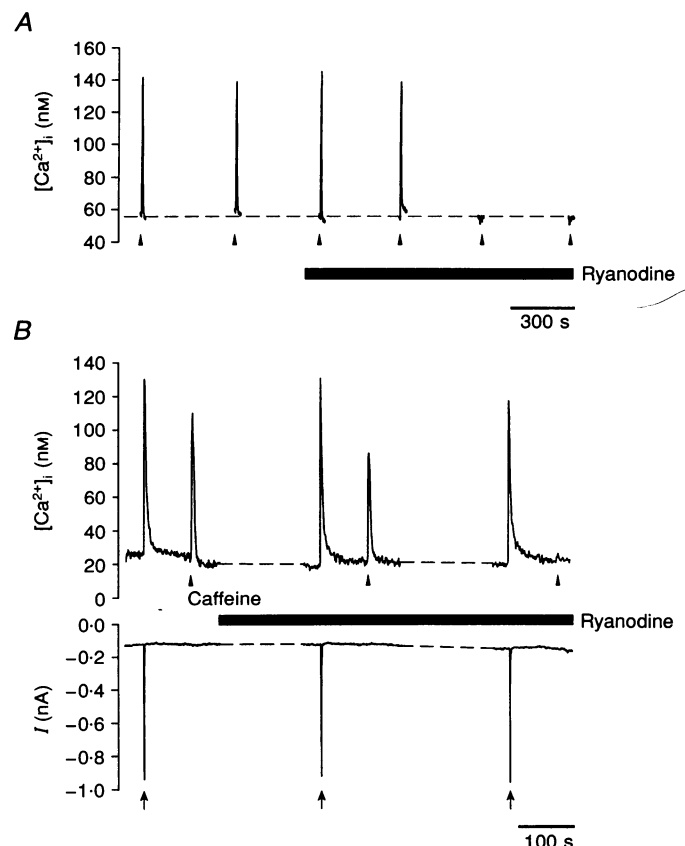 A
[Ca²⁺]ᵢ (nM)
160
140
120
100
80
60
40
Ryanodine
300 s
B
[Ca²⁺]ᵢ (nM)
140
120
100
80
60
40
20
0
Caffeine
Ryanodine
I (nA)
0·0
−0·2
−0·4
−0·6
−0·8
−1·0
100 s